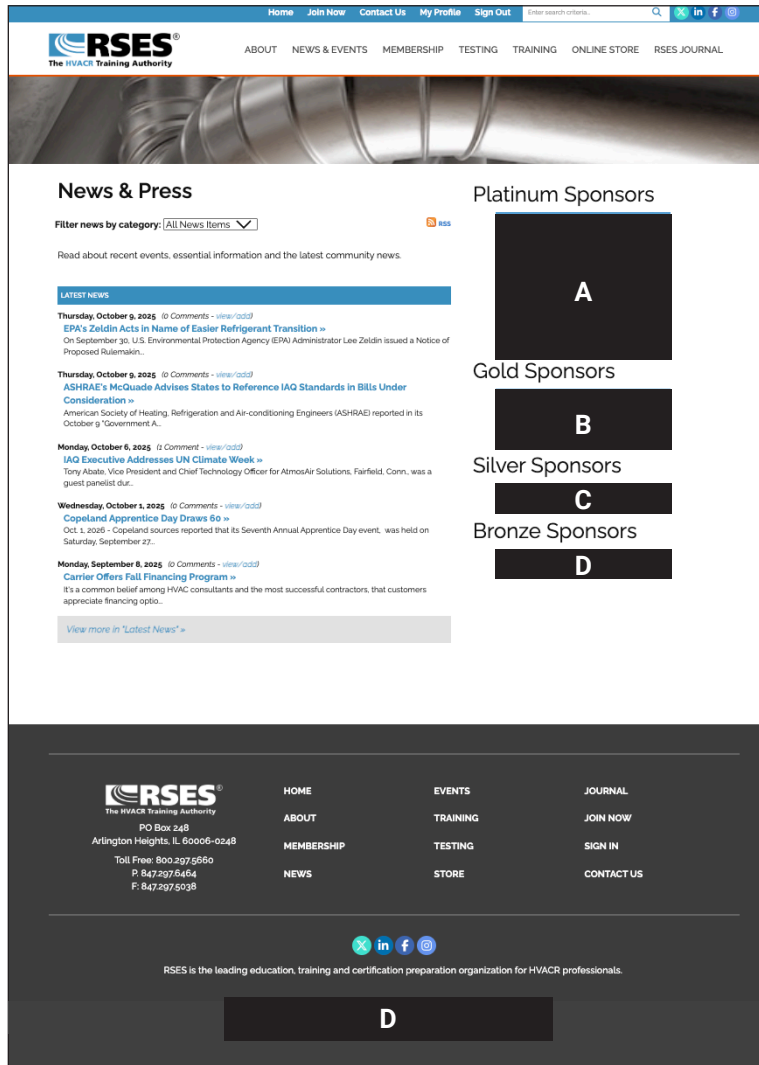 Home Join Now Contact Us My Profile Sign Out Enter search criteria...
RSES®
The HVACR Training Authority
ABOUT NEWS & EVENTS MEMBERSHIP TESTING TRAINING ONLINE STORE RSES JOURNAL
News & Press
Filter news by category: All News Items
RSS
Read about recent events, essential information and the latest community news.
LATEST NEWS
Thursday, October 9, 2025 (0 Comments - view/add)
EPA's Zeldin Acts in Name of Easier Refrigerant Transition »
On September 30, U.S. Environmental Protection Agency (EPA) Administrator Lee Zeldin issued a Notice of
Proposed Rulemakin...
Thursday, October 9, 2025 (0 Comments - view/add)
ASHRAE's McQuade Advises States to Reference IAQ Standards in Bills Under
Consideration »
American Society of Heating, Refrigeration and Air-conditioning Engineers (ASHRAE) reported in its
October 9 "Government A...
Monday, October 6, 2025 (1 Comment - view/add)
IAQ Executive Addresses UN Climate Week »
Tony Abate, Vice President and Chief Technology Officer for AtmosAir Solutions, Fairfield, Conn., was a
guest panelist dur...
Wednesday, October 1, 2025 (0 Comments - view/add)
Copeland Apprentice Day Draws 60 »
Oct. 1, 2026 - Copeland sources reported that its Seventh Annual Apprentice Day event, was held on
Saturday, September 27...
Monday, September 8, 2025 (0 Comments - view/add)
Carrier Offers Fall Financing Program »
It's a common belief among HVAC consultants and the most successful contractors, that customers
appreciate financing optio...
View more in "Latest News" »
Platinum Sponsors
A
Gold Sponsors
B
Silver Sponsors
C
Bronze Sponsors
D
RSES®
The HVACR Training Authority
PO Box 248
Arlington Heights, IL 60006-0248
Toll Free: 800.297.5660
P. 847.297.6464
F: 847.297.5038
HOME
ABOUT
MEMBERSHIP
NEWS
EVENTS
TRAINING
TESTING
STORE
JOURNAL
JOIN NOW
SIGN IN
CONTACT US
RSES is the leading education, training and certification preparation organization for HVACR professionals.
D